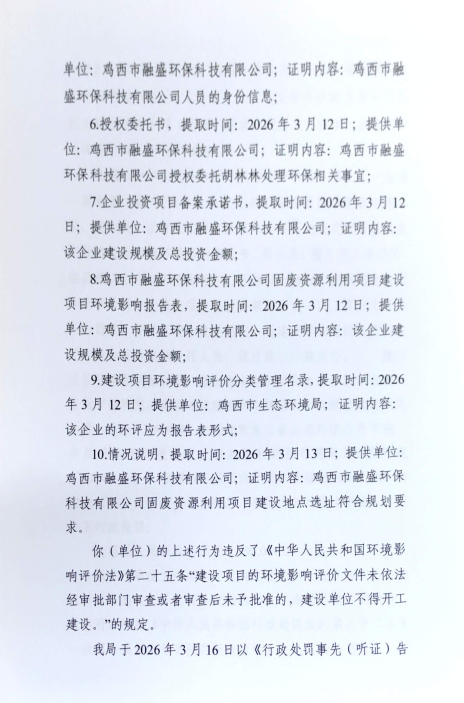 单位：鸡西市融盛环保科技有限公司；证明内容：鸡西市融
盛环保科技有限公司人员的身份信息；
6.授权委托书，提取时间：2026 年 3 月 12 日；提供单
位：鸡西市融盛环保科技有限公司；证明内容：鸡西市融盛
环保科技有限公司授权委托胡林林处理环保相关事宜；
7.企业投资项目备案承诺书，提取时间：2026 年 3 月 12
日；提供单位：鸡西市融盛环保科技有限公司；证明内容：
该企业建设规模及总投资金额；
8.鸡西市融盛环保科技有限公司固废资源利用项目建设
项目环境影响报告表，提取时间：2026 年 3 月 12 日；提供
单位：鸡西市融盛环保科技有限公司；证明内容：该企业建
设规模及总投资金额；
9.建设项目环境影响评价分类管理名录，提取时间：2026
年 3 月 12 日；提供单位：鸡西市生态环境局；证明内容：
该企业的环评应为报告表形式；
10.情况说明，提取时间：2026 年 3 月 13 日；提供单位：
鸡西市融盛环保科技有限公司；证明内容：鸡西市融盛环保
科技有限公司固废资源利用项目建设地点选址符合规划要
求。
你（单位）的上述行为违反了《中华人民共和国环境影
响评价法》第二十五条“建设项目的环境影响评价文件未依法
经审批部门审查或者审查后未予批准的，建设单位不得开工
建设。”的规定。
我局于 2026 年 3 月 16 日以《行政处罚事先（听证）告